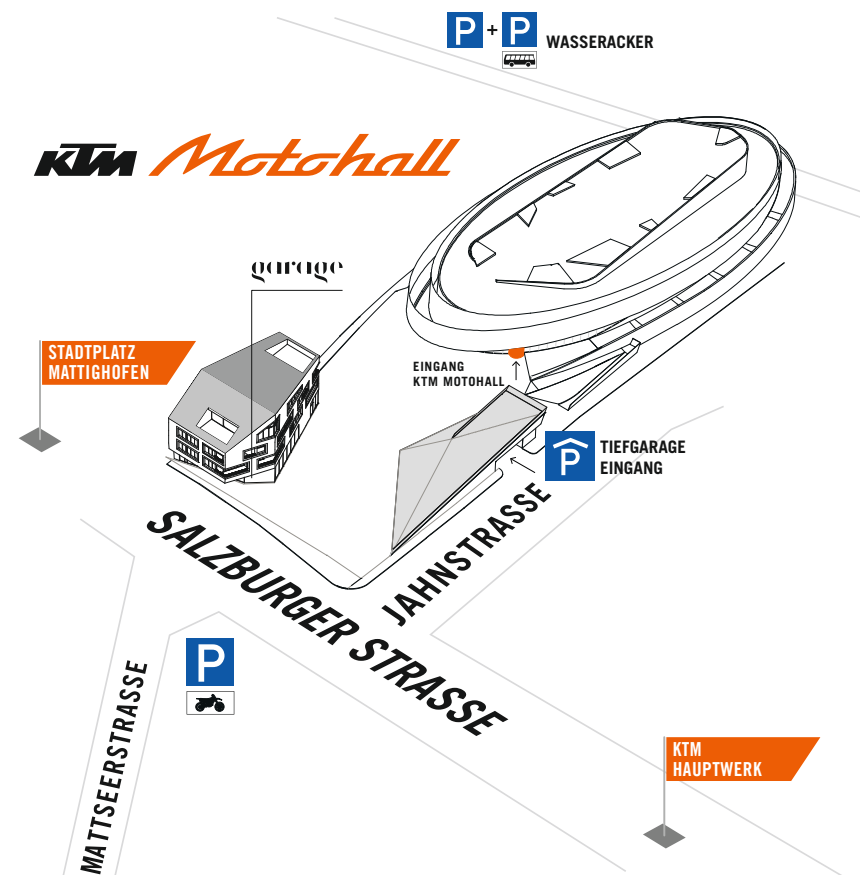 P + P WASSERACKER
KTM Motohall
garage
STADTPLATZ
MATTIGHOFEN
EINGANG
KTM MOTOHALL
P
TIEFGARAGE
EINGANG
JAHNSTRASSE
SALZBURGER STRASSE
P
MATTSEERSTRASSE
KTM
HAUPTWERK